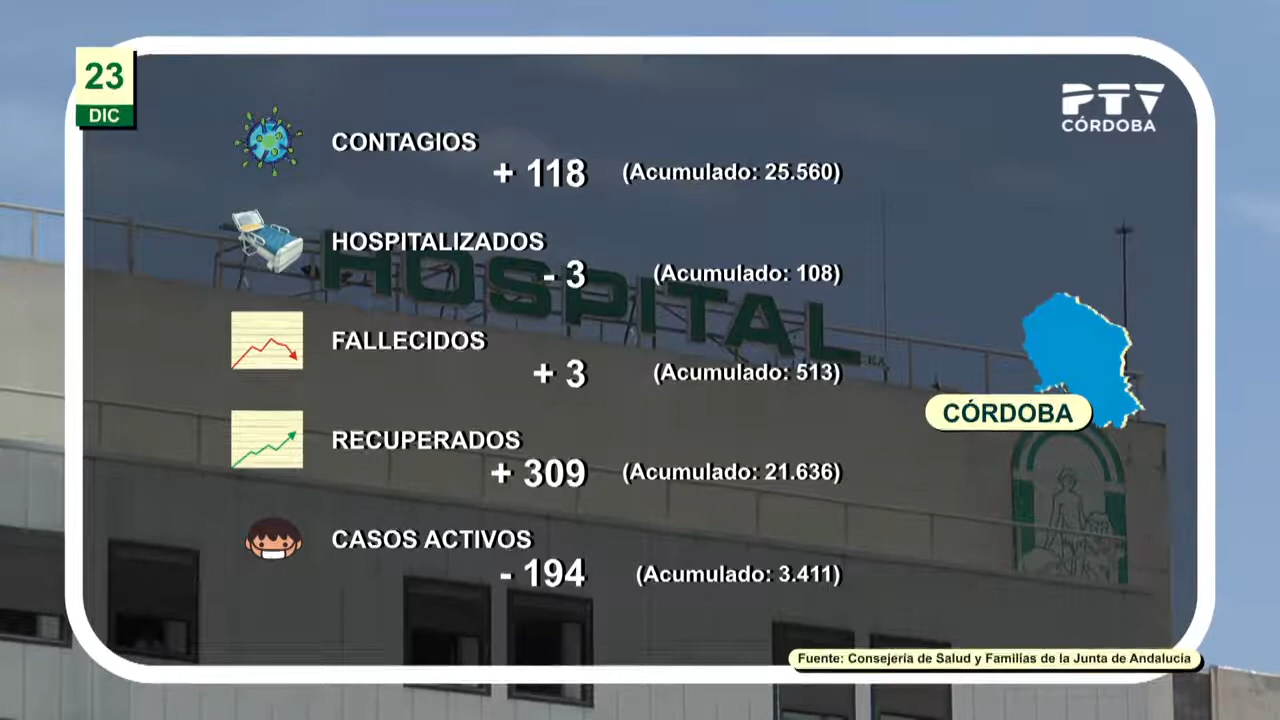 23
DIC
PTV
CÓRDOBA
CONTAGIOS
+ 118 (Acumulado: 25.560)
HOSPITALIZADOS
- 3 (Acumulado: 108)
HOSPITAL
FALLECIDOS
+ 3 (Acumulado: 513)
CÓRDOBA
RECUPERADOS
+ 309 (Acumulado: 21.636)
CASOS ACTIVOS
- 194 (Acumulado: 3.411)
Fuente: Consejería de Salud y Familias de la Junta de Andalucía